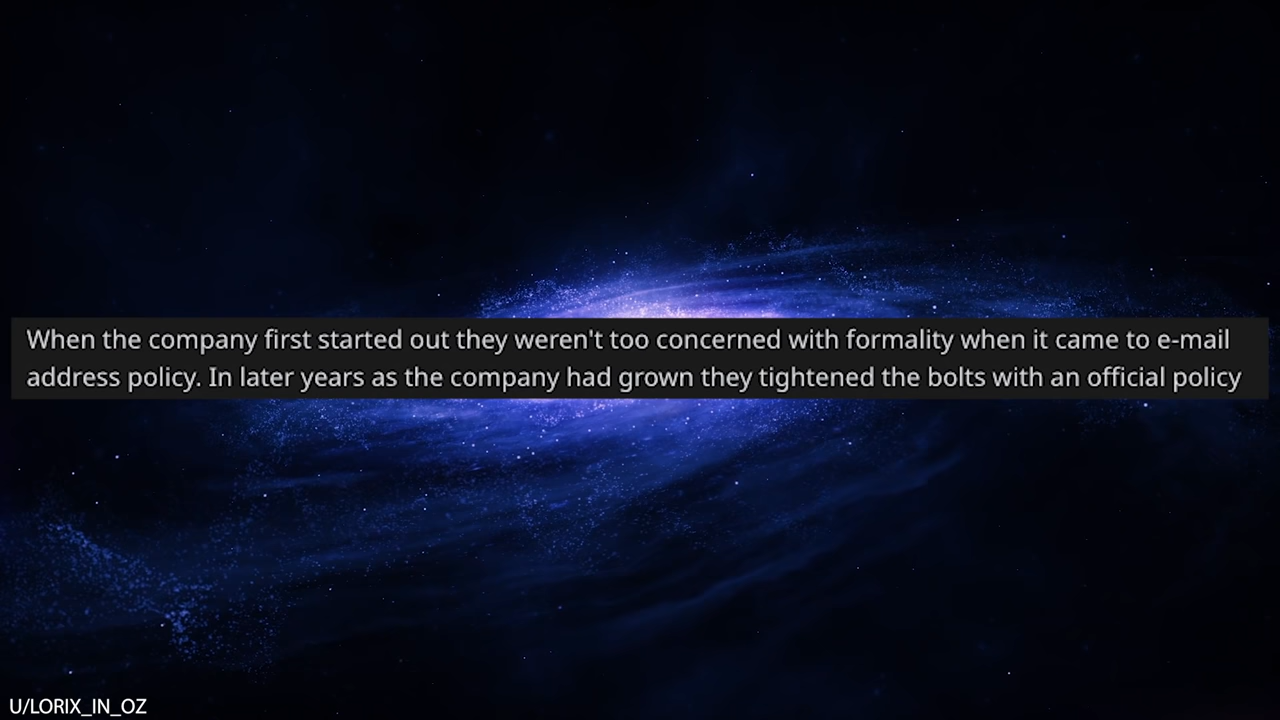 When the company first started out they weren't too concerned with formality when it came to e-mail
address policy. In later years as the company had grown they tightened the bolts with an official policy
U/LORIX_IN_OZ